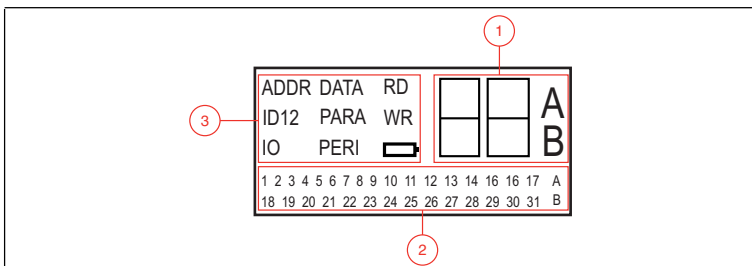 1
3
ADDR DATA RD
ID12 PARA WR
IO PERI
A
B
1 2 3 4 5 6 7 8 9 10 11 12 13 14 16 16 17 A
18 19 20 21 22 23 24 25 26 27 28 29 30 31 B
2